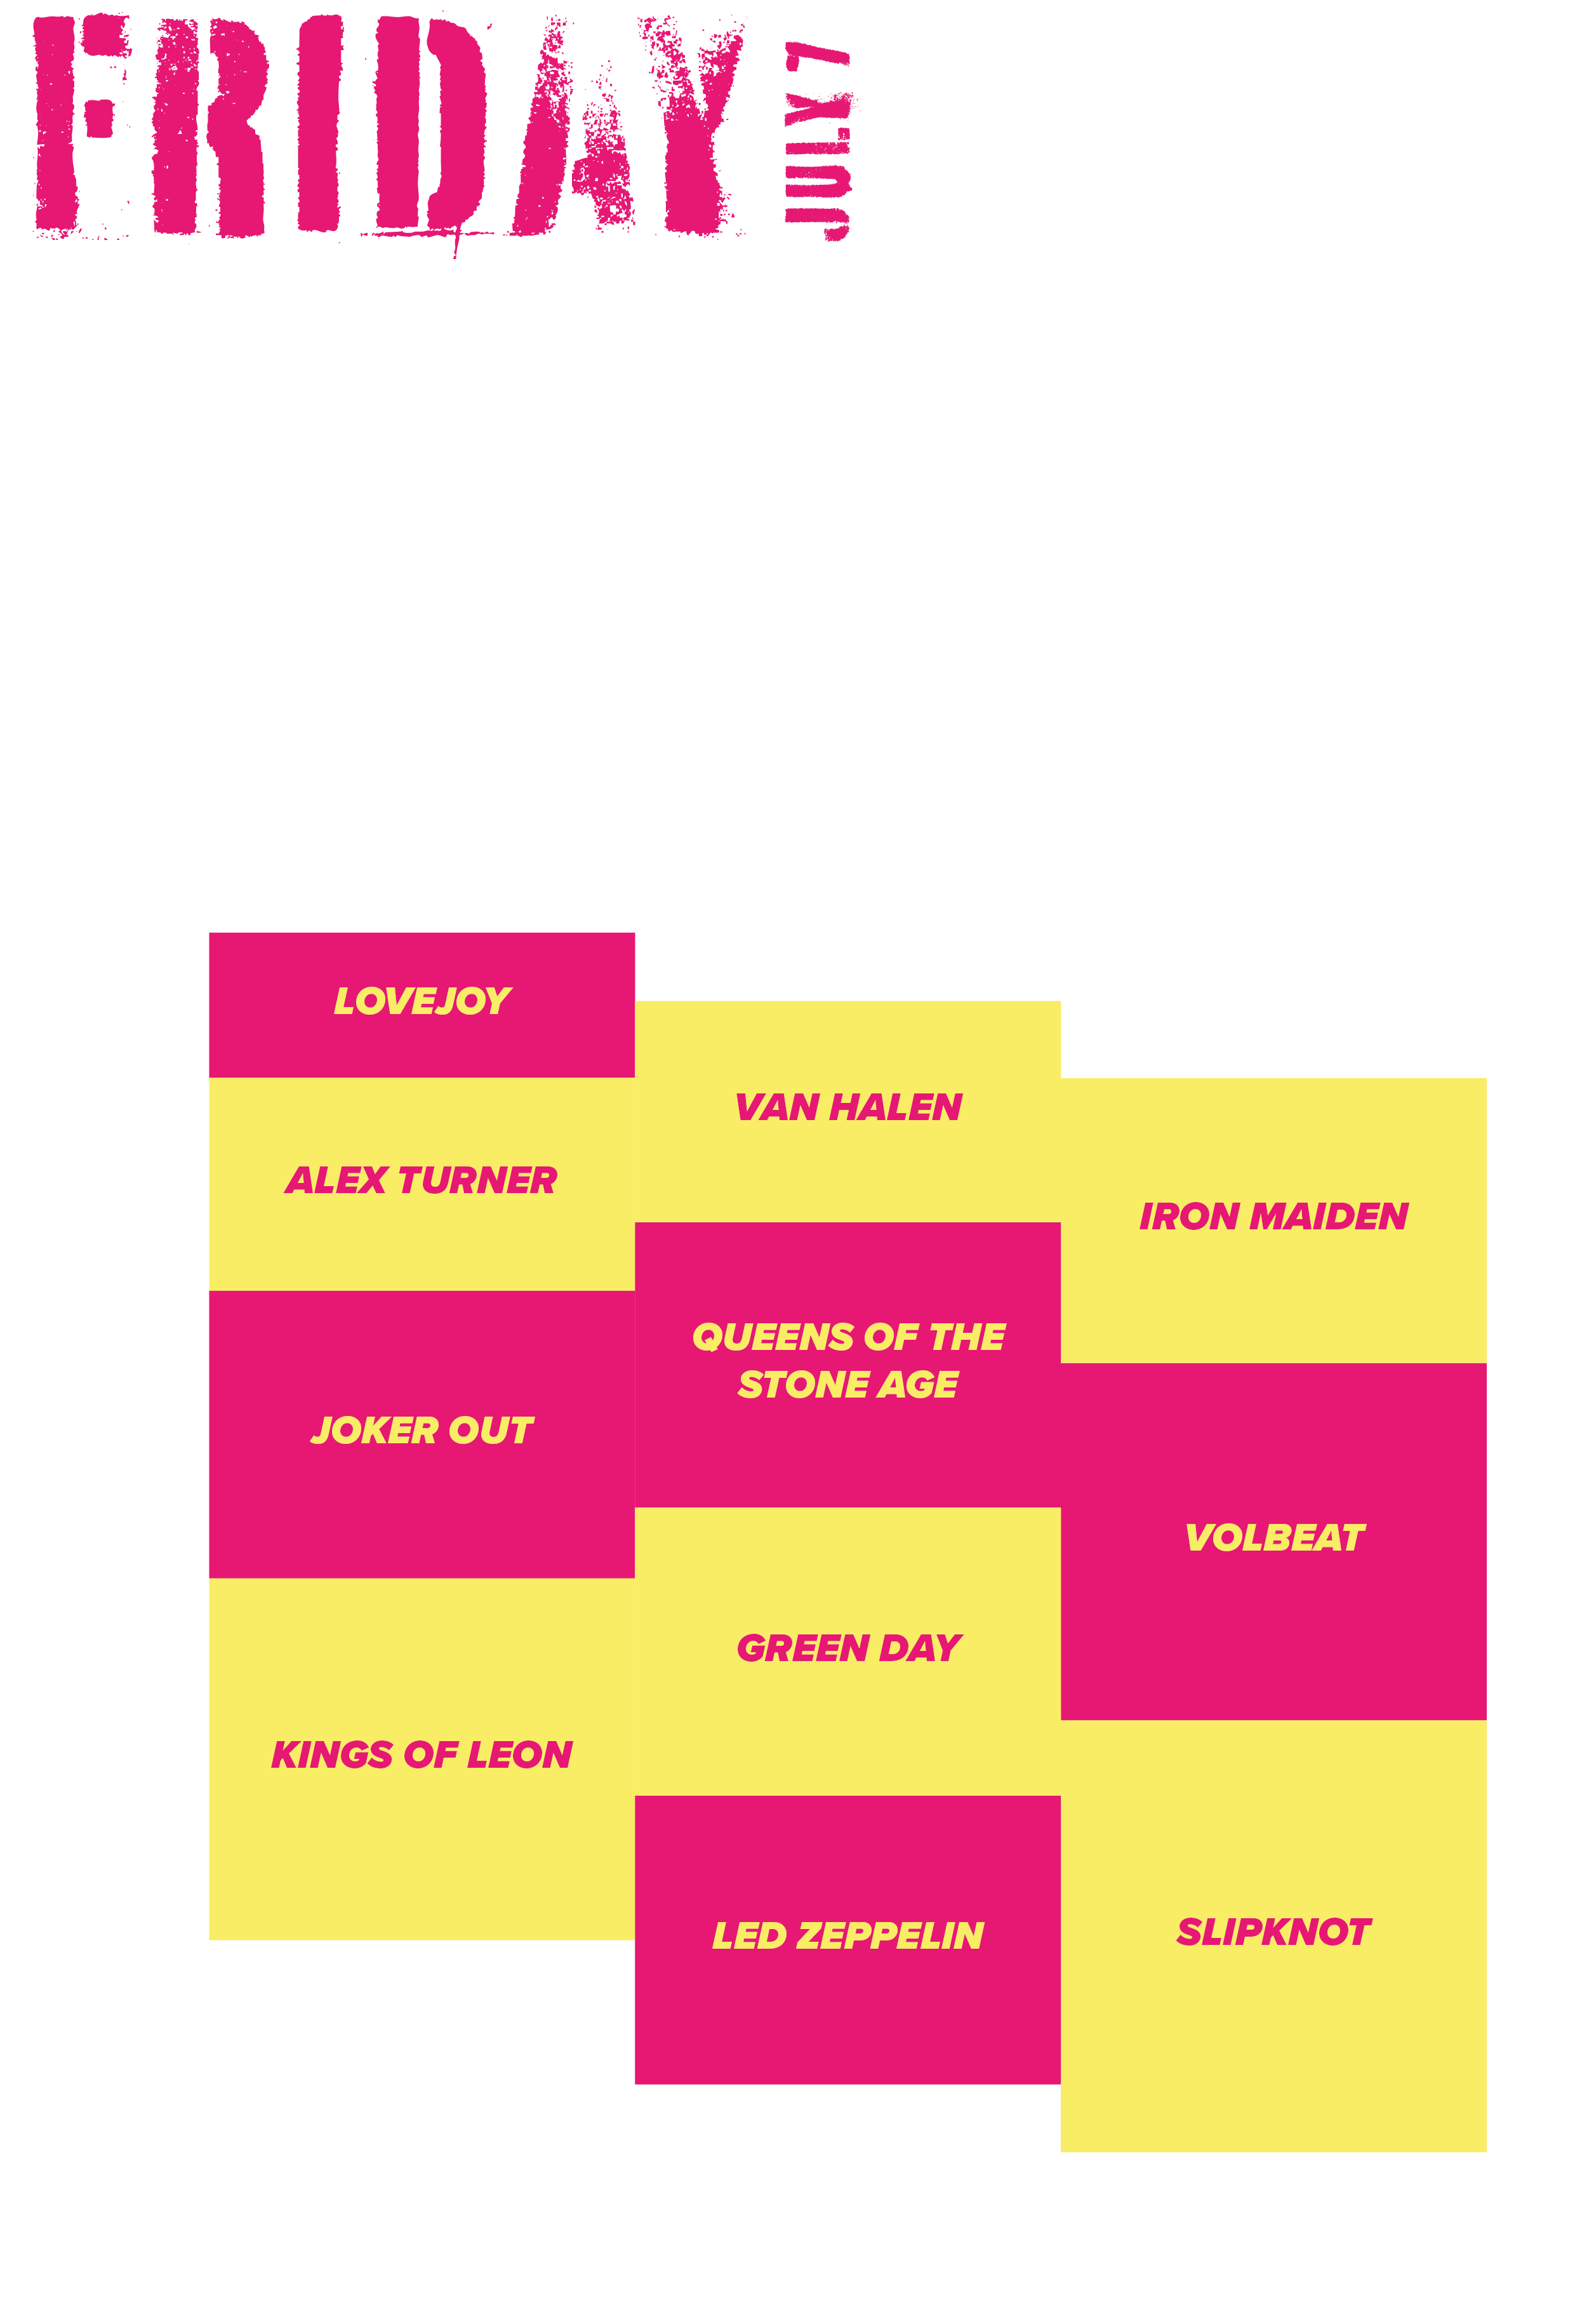 FRIDAY
JULY 7
LOVEJOY
ALEX TURNER
JOKER OUT
KINGS OF LEON
VAN HALEN
QUEENS OF THE
STONE AGE
GREEN DAY
LED ZEPPELIN
IRON MAIDEN
VOLBEAT
SLIPKNOT